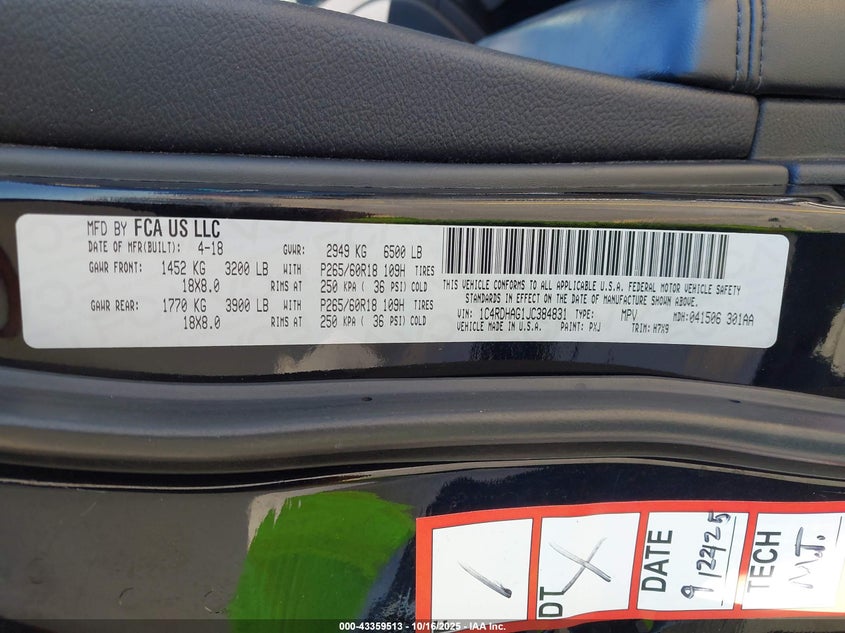 MFD BY FCA US LLC
DATE OF MFR(BUILT): 4-18 GVWR: 2949 KG 6500 LB
GAWR FRONT: 1452 KG 3200 LB WITH P265/60R18 109H TIRES
18X8.0 RIMS AT 250 KPA ( 36 PSI) COLD
GAWR REAR: 1770 KG 3900 LB WITH P265/60R18 109H TIRES
18X8.0 RIMS AT 250 KPA ( 36 PSI) COLD
THIS VEHICLE CONFORMS TO ALL APPLICABLE U.S.A. FEDERAL MOTOR VEHICLE SAFETY
STANDARDS IN EFFECT ON THE DATE OF MANUFACTURE SHOWN ABOVE.
VIN: 1C4RDHAG1JC384831 TYPE: MPV MDH:041506 301AA
VEHICLE MADE IN U.S.A. PAINT: PXJ TRIM: H7X9
DT
DATE
9/29/25
TECH
M.T.
000-43359513 - 10/16/2025 - IAA Inc.